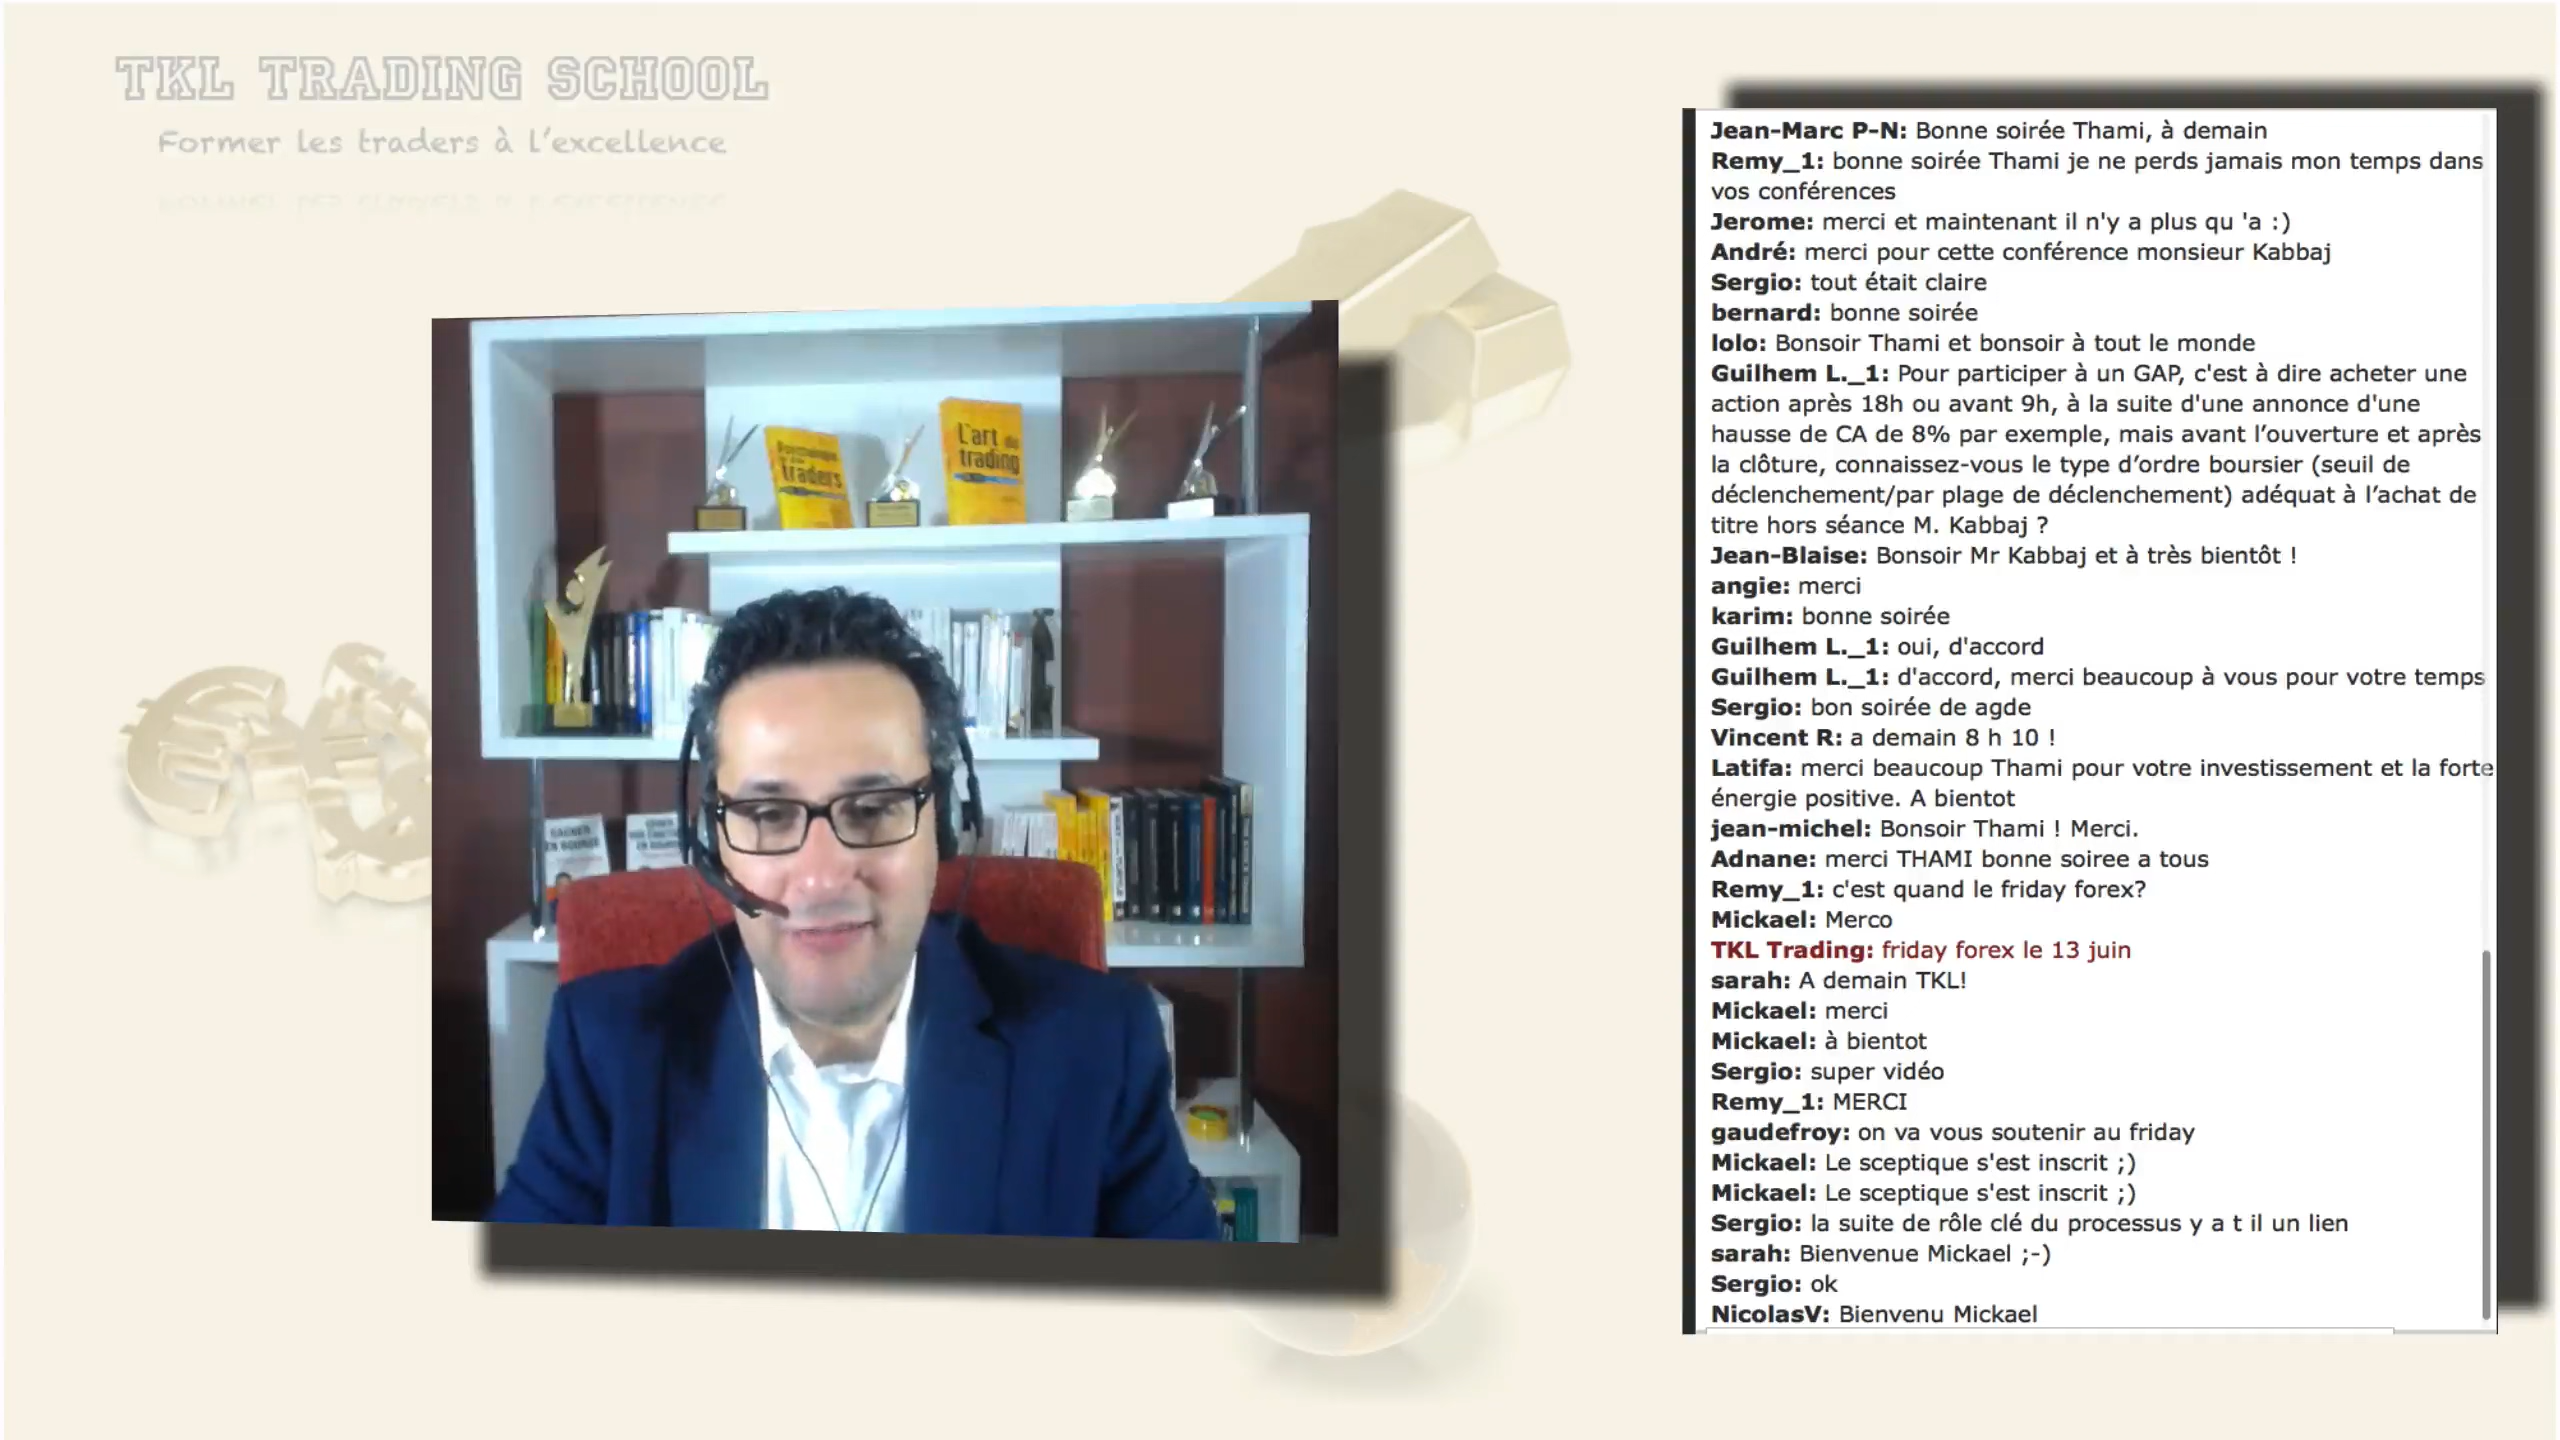 TKL TRADING SCHOOL
Former les traders à l'excellence
L'art du
trading
traders
Jean-Marc P-N: Bonne soirée Thami, à demain
Remy_1: bonne soirée Thami je ne perds jamais mon temps dans
vos conférences
Jerome: merci et maintenant il n'y a plus qu 'a :)
André: merci pour cette conférence monsieur Kabbaj
Sergio: tout était claire
bernard: bonne soirée
lolo: Bonsoir Thami et bonsoir à tout le monde
Guilhem L._1: Pour participer à un GAP, c'est à dire acheter une
action après 18h ou avant 9h, à la suite d'une annonce d'une
hausse de CA de 8% par exemple, mais avant l’ouverture et après
la clôture, connaissez-vous le type d’ordre boursier (seuil de
déclenchement/par plage de déclenchement) adéquat à l’achat de
titre hors séance M. Kabbaj ?
Jean-Blaise: Bonsoir Mr Kabbaj et à très bientôt !
angie: merci
karim: bonne soirée
Guilhem L._1: oui, d'accord
Guilhem L._1: d'accord, merci beaucoup à vous pour votre temps
Sergio: bon soirée de agde
Vincent R: a demain 8 h 10 !
Latifa: merci beaucoup Thami pour votre investissement et la forte
énergie positive. A bientot
jean-michel: Bonsoir Thami ! Merci.
Adnane: merci THAMI bonne soiree a tous
Remy_1: c'est quand le friday forex?
Mickael: Merco
TKL Trading: friday forex le 13 juin
sarah: A demain TKL!
Mickael: merci
Mickael: à bientot
Sergio: super vidéo
Remy_1: MERCI
gaudefroy: on va vous soutenir au friday
Mickael: Le sceptique s'est inscrit ;)
Mickael: Le sceptique s'est inscrit ;)
Sergio: la suite de rôle clé du processus y a t il un lien
sarah: Bienvenue Mickael ;-)
Sergio: ok
NicolasV: Bienvenu Mickael